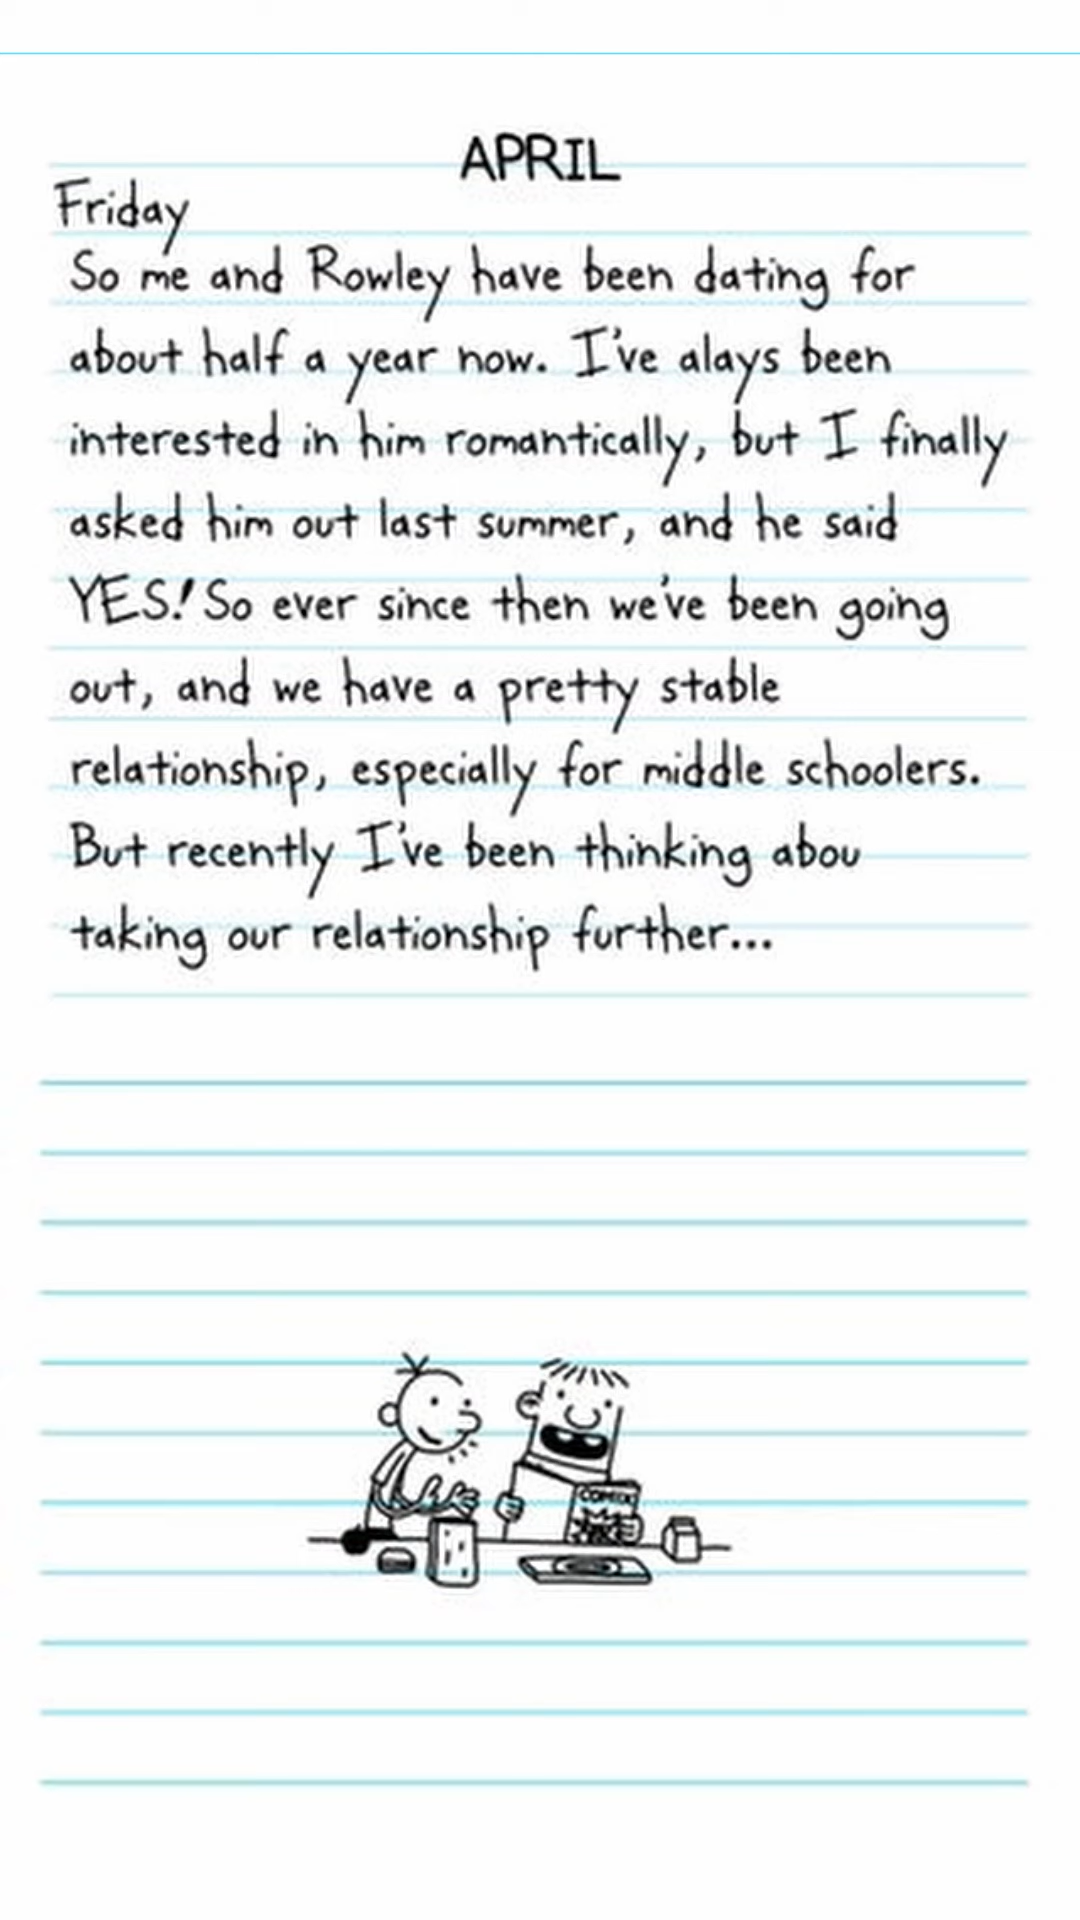 APRIL
Friday
So me and Rowley have been dating for
about half a year now. I've alays been
interested in him romantically, but I finally
asked him out last summer, and he said
YES! So ever since then we've been going
out, and we have a pretty stable
relationship, especially for middle schoolers.
But recently I've been thinking abou
taking our relationship further...
COMIX